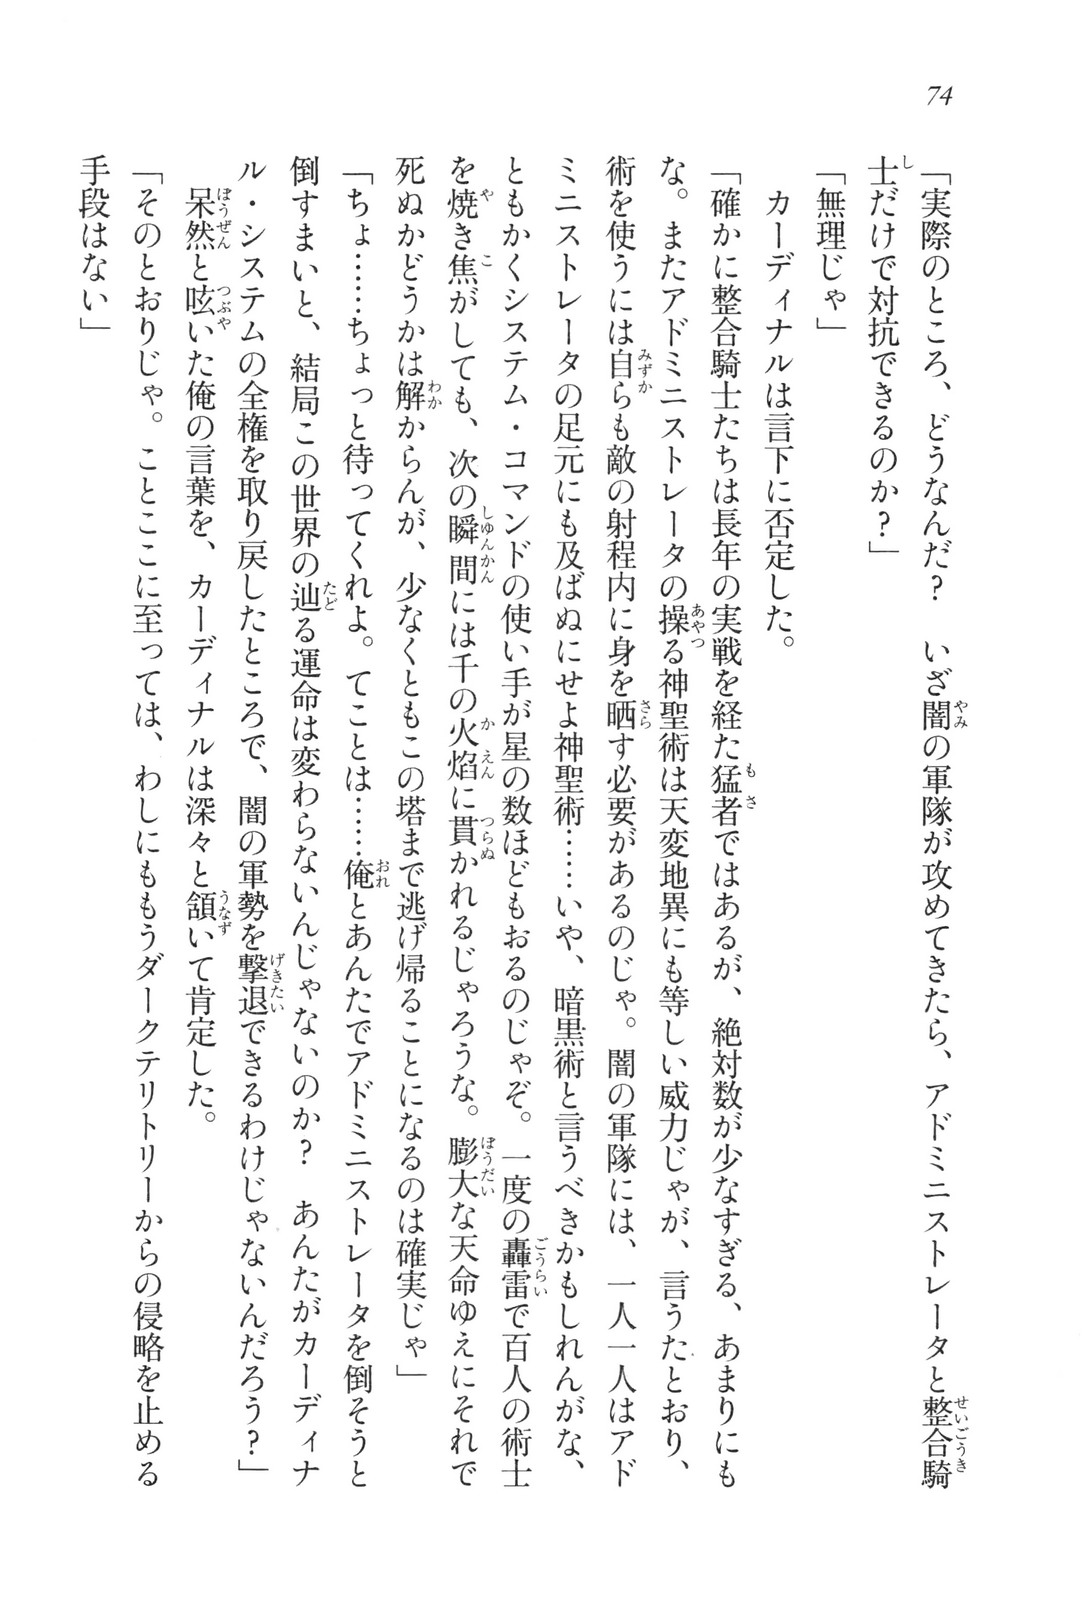 74
「実際のところ、どうなんだ？　いざ闇の軍隊が攻めてきたら、アドミニストレータと整合騎
士だけで対抗できるのか？」
「無理じゃ」
　カーディナルは言下に否定した。
「確かに整合騎士たちは長年の実戦を経た猛者ではあるが、絶対数が少なすぎる、あまりにも
な。またアドミニストレータの操る神聖術は天変地異にも等しい威力じゃが、言うたとおり、
術を使うには自らも敵の射程内に身を晒す必要があるのじゃ。闇の軍隊には、一人一人はアド
ミニストレータの足元にも及ばぬにせよ神聖術……いや、暗黒術と言うべきかもしれんがな、
ともかくシステム・コマンドの使い手が星の数ほどもおるのじゃぞ。一度の轟雷で百人の術士
を焼き焦がしても、次の瞬間には千の火焰に貫かれるじゃろうな。膨大な天命ゆえにそれで
死ぬかどうかは解からんが、少なくともこの塔まで逃げ帰ることになるのは確実じゃ」
「ちょ……ちょっと待ってくれよ。てことは……俺とあんたでアドミニストレータを倒そうと
倒すまいと、結局この世界の辿る運命は変わらないんじゃないのか？　あんたがカーディナ
ル・システムの全権を取り戻したところで、闇の軍勢を撃退できるわけじゃないんだろう？」
　呆然と呟いた俺の言葉を、カーディナルは深々と頷いて肯定した。
「そのとおりじゃ。ことここに至っては、わしにももうダークテリトリーからの侵略を止める
手段はない」